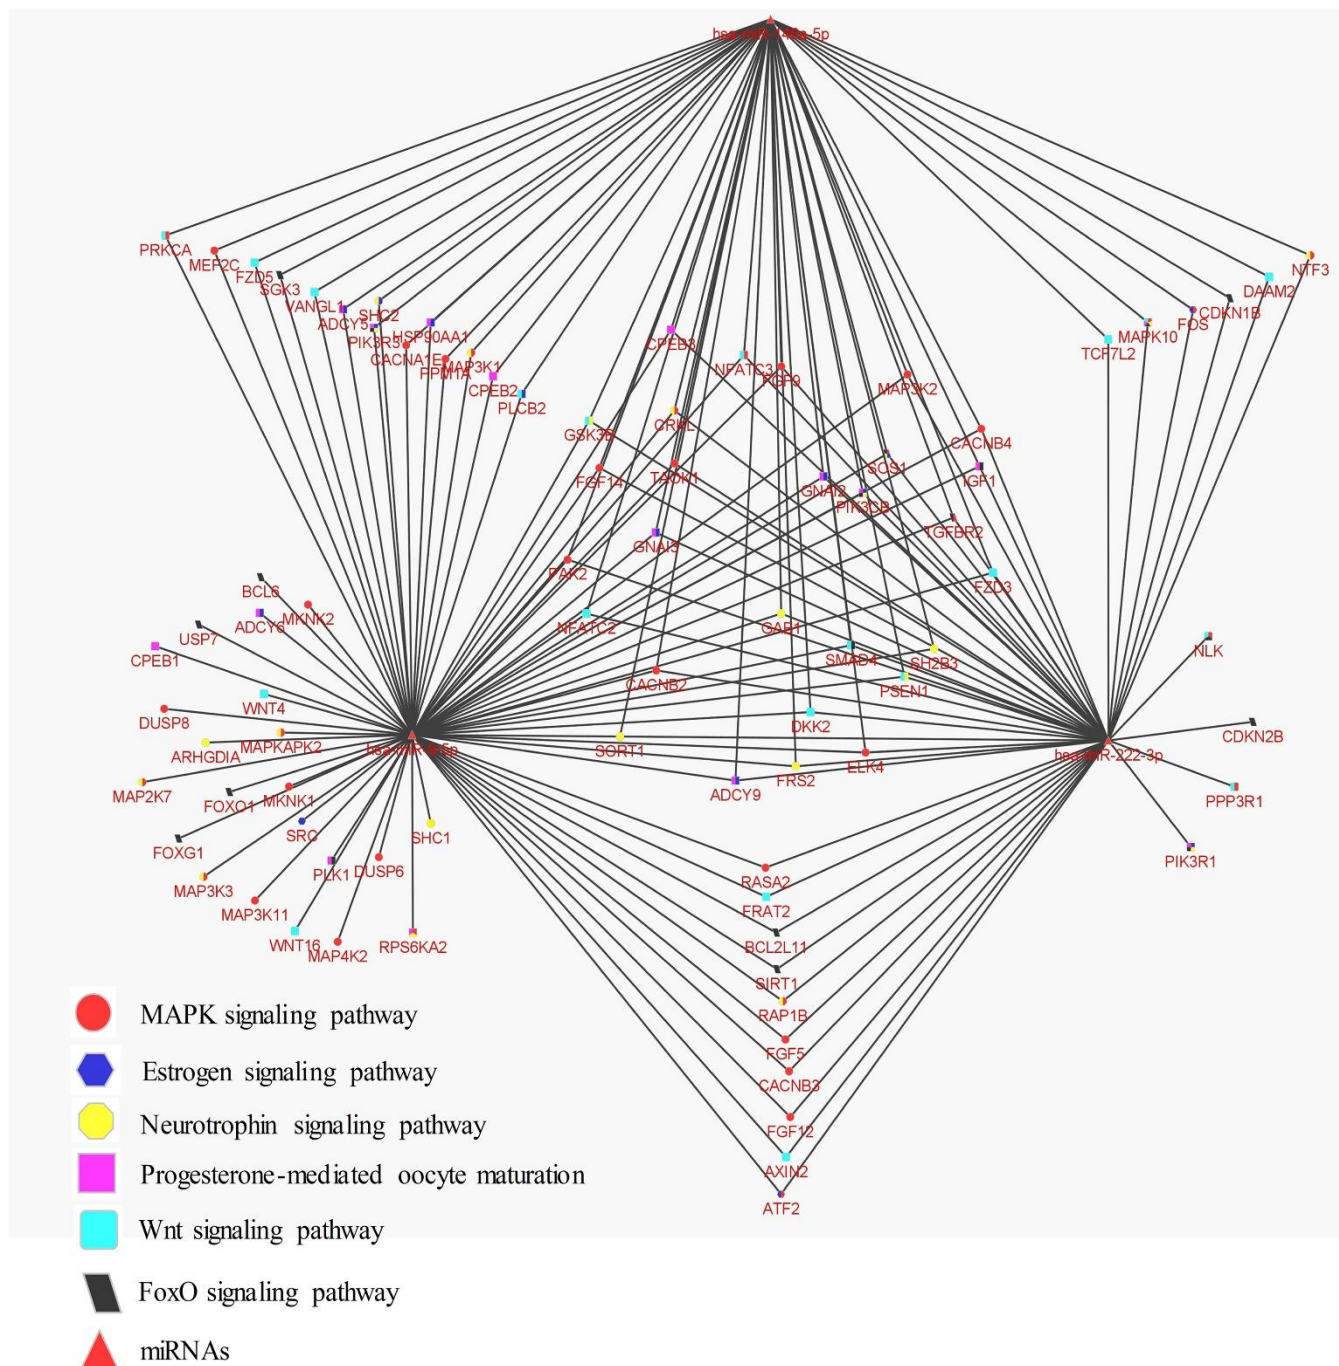 PRKCA
MEF2C
FZD5
SGK3
VANGL1
ADCY5
SHC2
PIK3R3
HSP90AA1
CACNA1E
PPM1A
MAP3K1
CPEB2
PLCB2
CPEB3
NFATC3
FGF9
MAP3K2
TCF7L2
MAPK10
FOS
CDKN1B
DAAM2
NTF3
GSK3B
CRKL
CACNB4
FGF14
TAOK1
GNAI2
SOS1
PIK3CB
IGF1
TGFBR2
GNAI3
PAK2
FZD3
BCL6
MKNK2
ADCY6
USP7
CPEB1
NFATC2
GAB1
SMAD4
SH2B3
NLK
WNT4
CACNB2
PSEN1
DUSP8
MAPKAPK2
ARHGDIA
SORT1
DKK2
hsa-miR-222-3p
CDKN2B
MAP2K7
FOXO1
MKNK1
ADCY9
FRS2
ELK4
PPP3R1
SRC
SHC1
FOXG1
PIK3R1
MAP3K3
PLK1
DUSP6
RASA2
MAP3K11
FRAT2
WNT16
MAP4K2
RPS6KA2
BCL2L11
SIRT1
RAP1B
FGF5
CACNB3
FGF12
AXIN2
ATF2
MAPK signaling pathway
Estrogen signaling pathway
Neurotrophin signaling pathway
Progesterone-mediated oocyte maturation
Wnt signaling pathway
FoxO signaling pathway
miRNAs